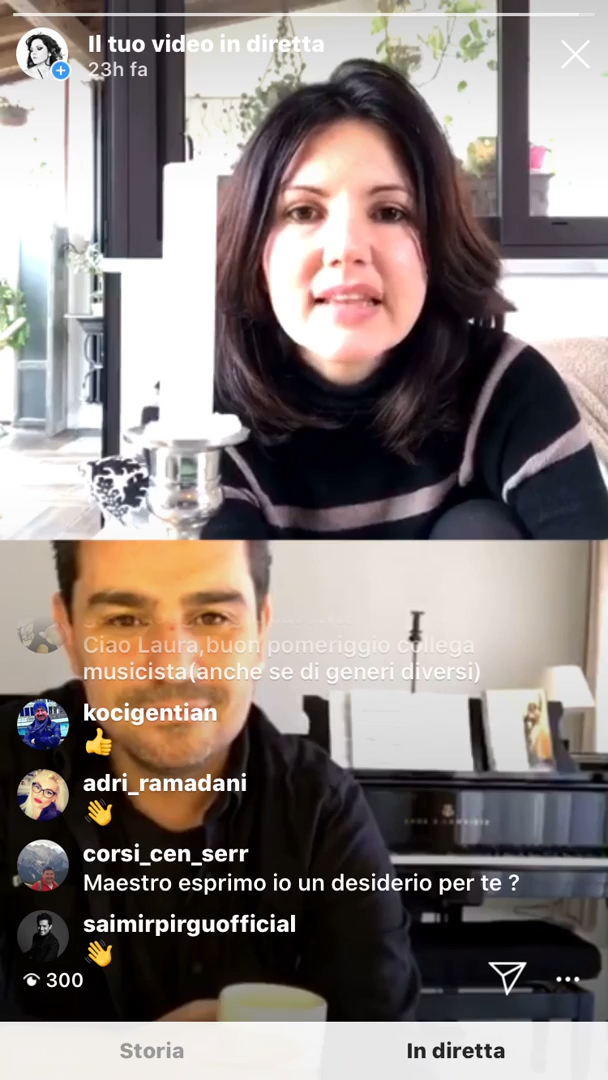 Il tuo video in diretta
23h fa
Ciao Laura,buon pomeriggio collega
musicista(anche se di generi diversi)
kocigentian
👍
adri_ramadani
👋
corsi_cen_serr
Maestro esprimo io un desiderio per te ?
saimirpirguofficial
👋
300
Storia
In diretta